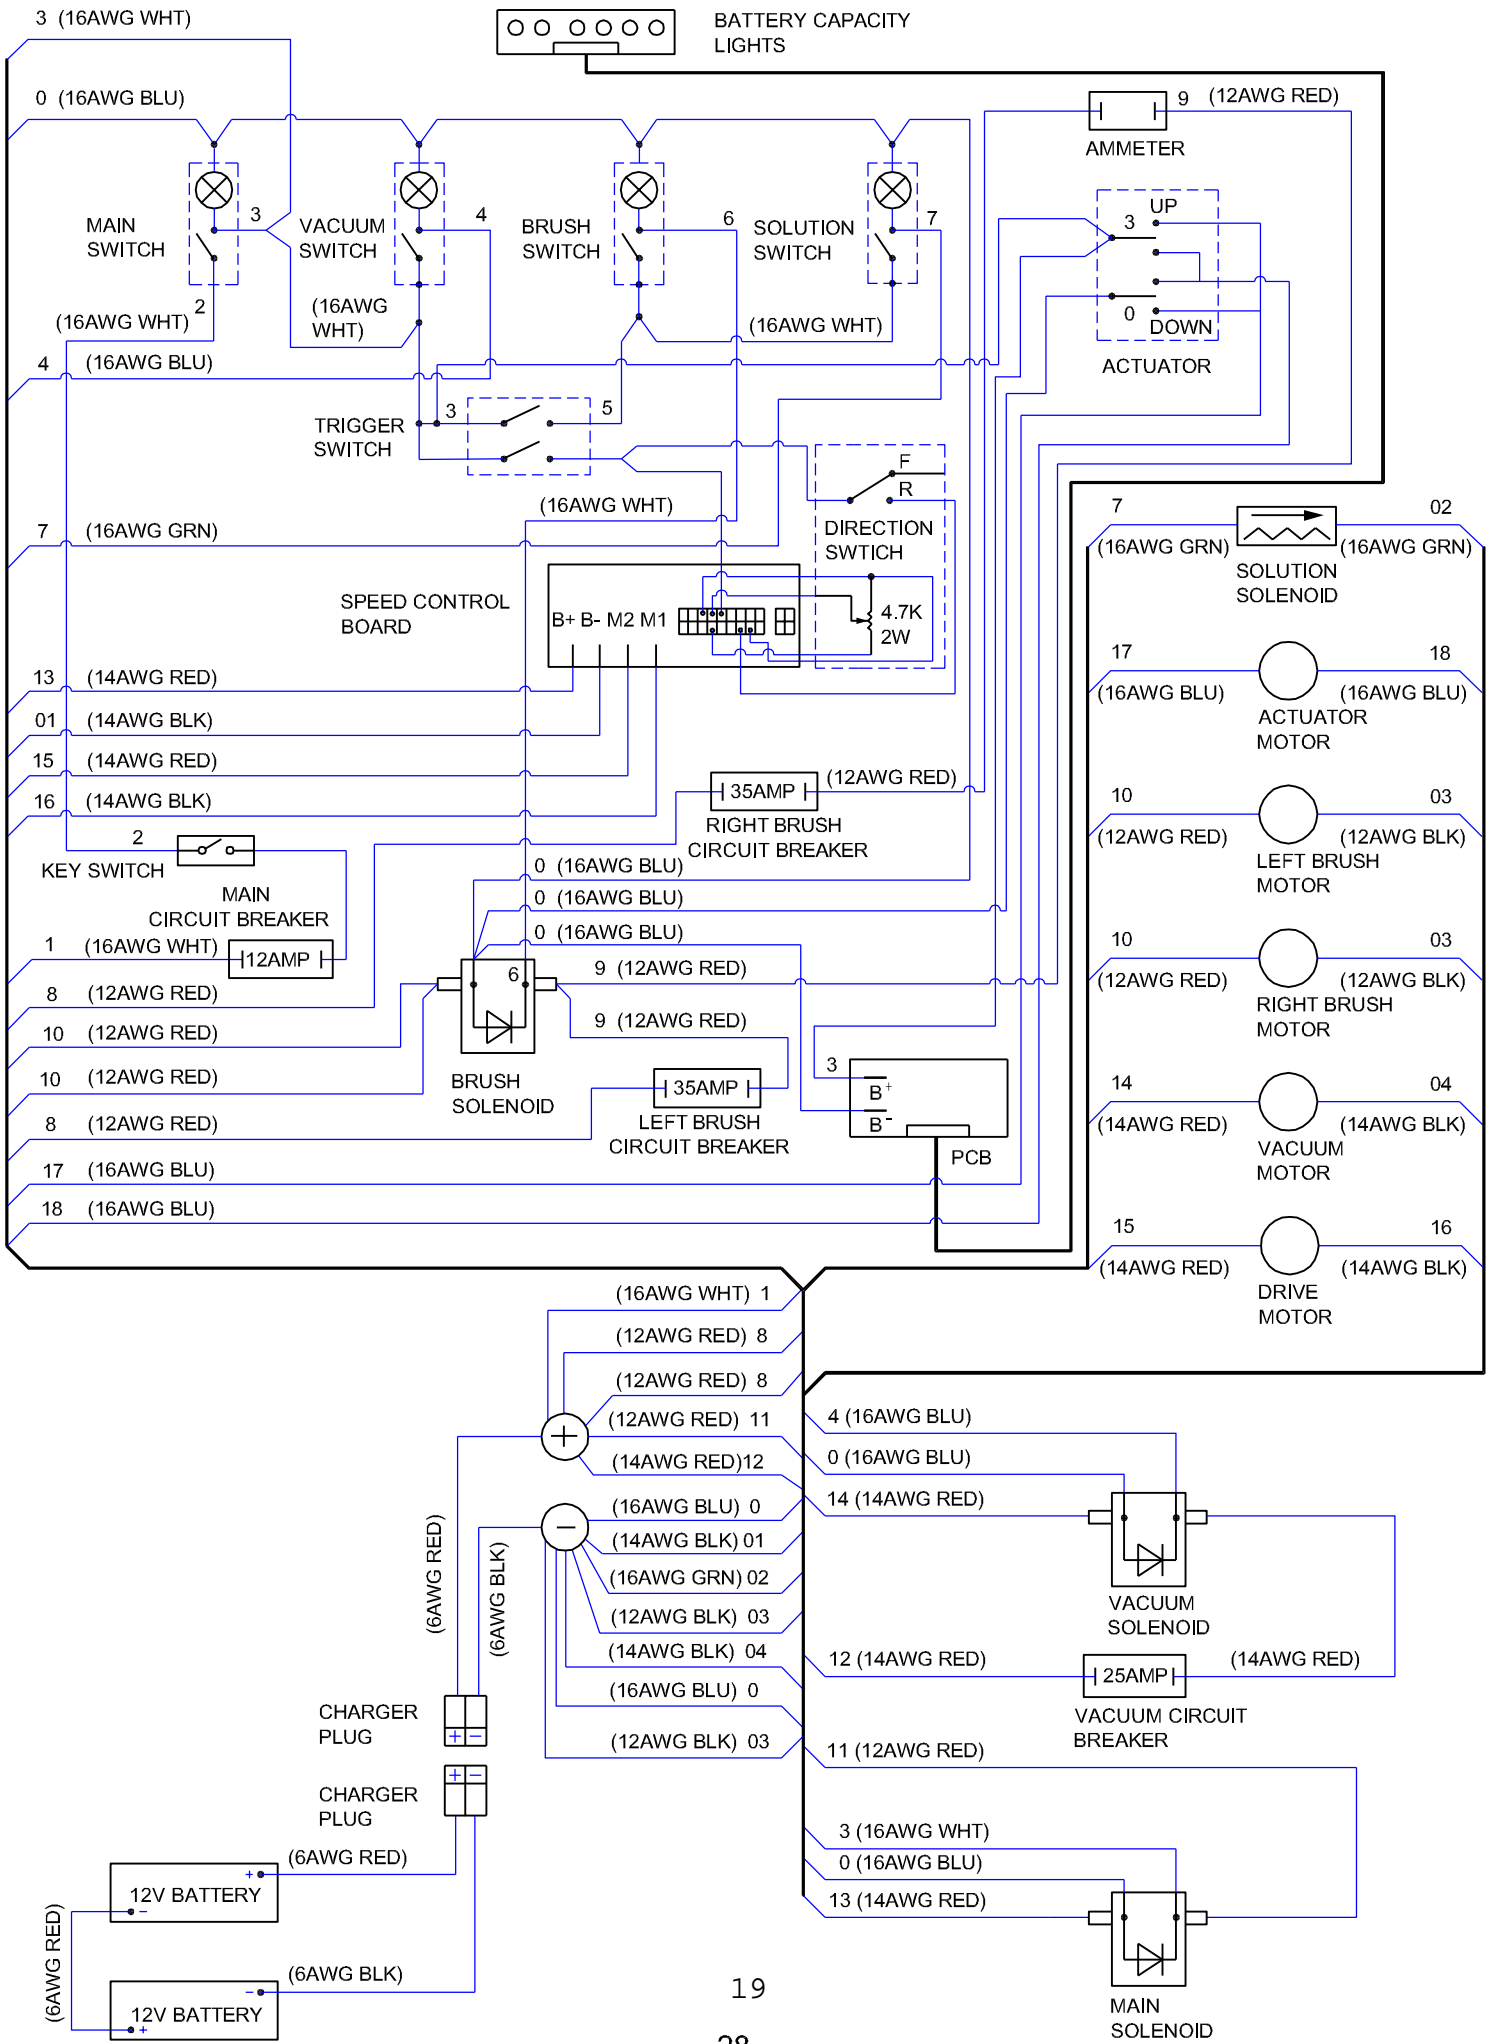 3 (16AWG WHT)
BATTERY CAPACITY
LIGHTS
0 (16AWG BLU)
9 (12AWG RED)
AMMETER
MAIN
SWITCH
3
VACUUM
SWITCH
4
BRUSH
SWITCH
6
SOLUTION
SWITCH
7
UP
3
0
DOWN
ACTUATOR
2
(16AWG WHT)
(16AWG
WHT)
(16AWG WHT)
4 (16AWG BLU)
TRIGGER
SWITCH
3
5
F
R
DIRECTION
SWTICH
(16AWG WHT)
7 (16AWG GRN)
SPEED CONTROL
BOARD
B+ B- M2 M1
4.7K
2W
13 (14AWG RED)
01 (14AWG BLK)
15 (14AWG RED)
16 (14AWG BLK)
35AMP
(12AWG RED)
RIGHT BRUSH
CIRCUIT BREAKER
2
KEY SWITCH
MAIN
CIRCUIT BREAKER
0 (16AWG BLU)
0 (16AWG BLU)
0 (16AWG BLU)
1 (16AWG WHT)
12AMP
6
9 (12AWG RED)
8 (12AWG RED)
9 (12AWG RED)
10 (12AWG RED)
10 (12AWG RED)
BRUSH
SOLENOID
35AMP
LEFT BRUSH
CIRCUIT BREAKER
3
B+
B-
PCB
8 (12AWG RED)
17 (16AWG BLU)
18 (16AWG BLU)
7
02
(16AWG GRN)
(16AWG GRN)
SOLUTION
SOLENOID
17
18
(16AWG BLU)
(16AWG BLU)
ACTUATOR
MOTOR
10
03
(12AWG RED)
(12AWG BLK)
LEFT BRUSH
MOTOR
10
03
(12AWG RED)
(12AWG BLK)
RIGHT BRUSH
MOTOR
14
04
(14AWG RED)
(14AWG BLK)
VACUUM
MOTOR
15
16
(14AWG RED)
(14AWG BLK)
DRIVE
MOTOR
(16AWG WHT) 1
(12AWG RED) 8
(12AWG RED) 8
(12AWG RED) 11
(14AWG RED)12
+
(16AWG BLU) 0
(14AWG BLK) 01
(16AWG GRN) 02
(12AWG BLK) 03
(14AWG BLK) 04
(16AWG BLU) 0
(12AWG BLK) 03
-
(6AWG RED)
(6AWG BLK)
4 (16AWG BLU)
0 (16AWG BLU)
14 (14AWG RED)
VACUUM
SOLENOID
12 (14AWG RED)
25AMP
(14AWG RED)
VACUUM CIRCUIT
BREAKER
11 (12AWG RED)
3 (16AWG WHT)
0 (16AWG BLU)
13 (14AWG RED)
MAIN
SOLENOID
CHARGER
PLUG
+ -
+ -
CHARGER
PLUG
(6AWG RED)
+
12V BATTERY
-
(6AWG RED)
(6AWG BLK)
-
12V BATTERY
+
19
28